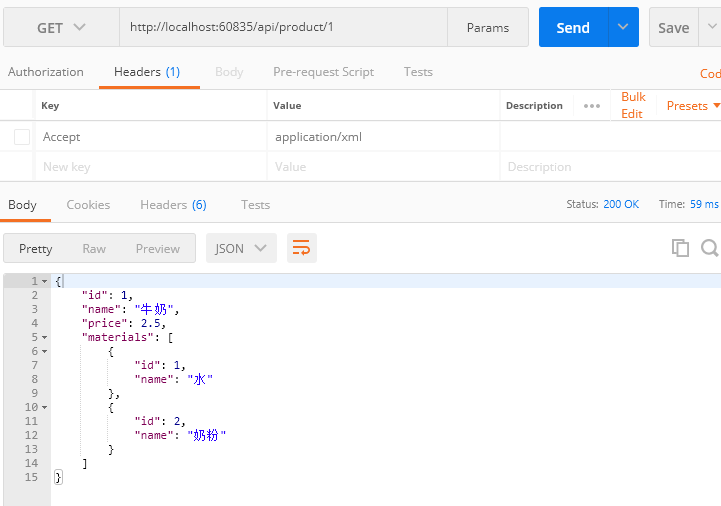 GET http://localhost:60835/api/product/1 Params Send Save
Authorization Headers (1) Body Pre-request Script Tests Cod
Key Value Description ••• Bulk Edit Presets
Accept application/xml
New key Value Description
Body Cookies Headers (6) Tests Status: 200 OK Time: 59 ms
Pretty Raw Preview JSON
1 {
2 "id": 1,
3 "name": "牛奶",
4 "price": 2.5,
5 "materials": [
6 {
7 "id": 1,
8 "name": "水"
9 },
10 {
11 "id": 2,
12 "name": "奶粉"
13 }
14 ]
15 }